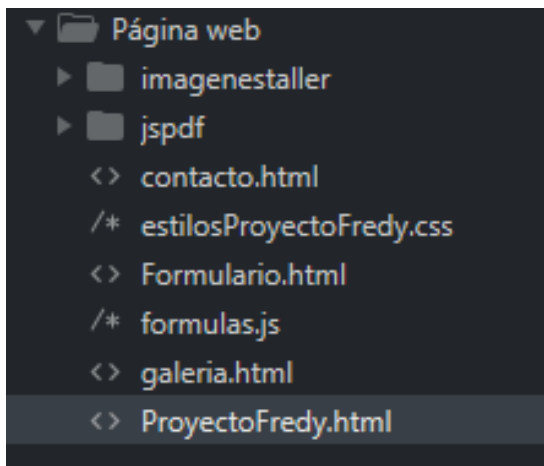 Página web
imagenestaller
jspdf
<> contacto.html
/* estilosProyectoFredy.css
<> Formulario.html
/* formulas.js
<> galeria.html
<> ProyectoFredy.html